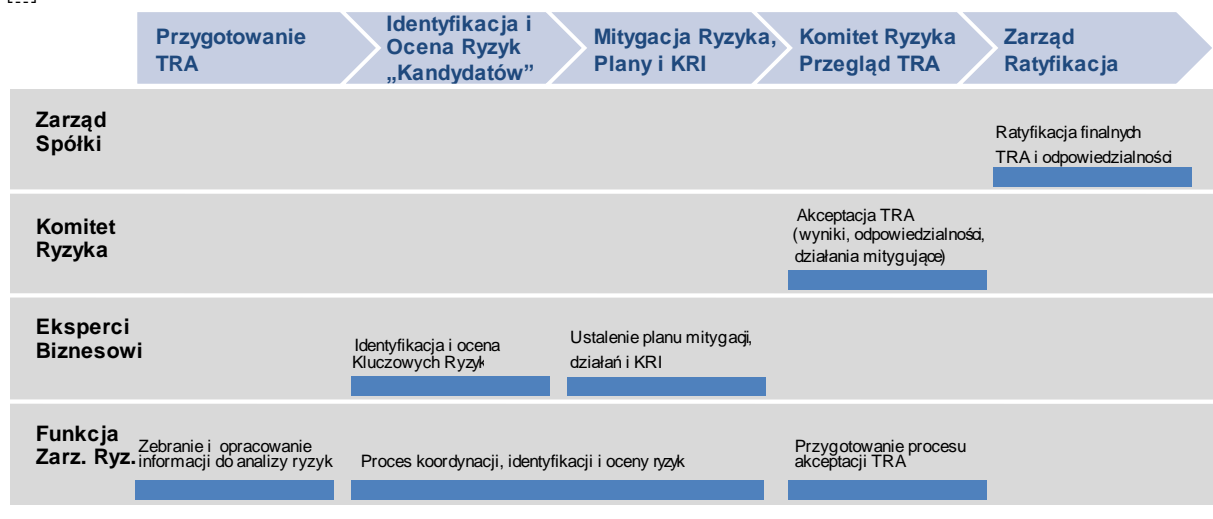 Przygotowanie
TRA
Identyfikacja i
Ocena Ryzyk
„Kandydatów”
Mitygacja Ryzyka,
Plany i KRI
Komitet Ryzyka
Przegląd TRA
Zarząd
Ratyfikacja
Zarząd
Spółki
Ratyfikacja finalnych
TRA i odpowiedzialności
Komitet
Ryzyka
Akceptacja TRA
(wyniki, odpowiedzialności,
działania mitygujące)
Eksperci
Biznesowi
Identyfikacja i ocena
Kluczowych Ryzyk
Ustalenie planu mitygacji,
działań i KRI
Funkcja
Zarz. Ryz.
Zebranie i opracowanie
informacji do analizy ryzyk
Proces koordynacji, identyfikacji i oceny ryzyk
Przygotowanie procesu
akceptacji TRA